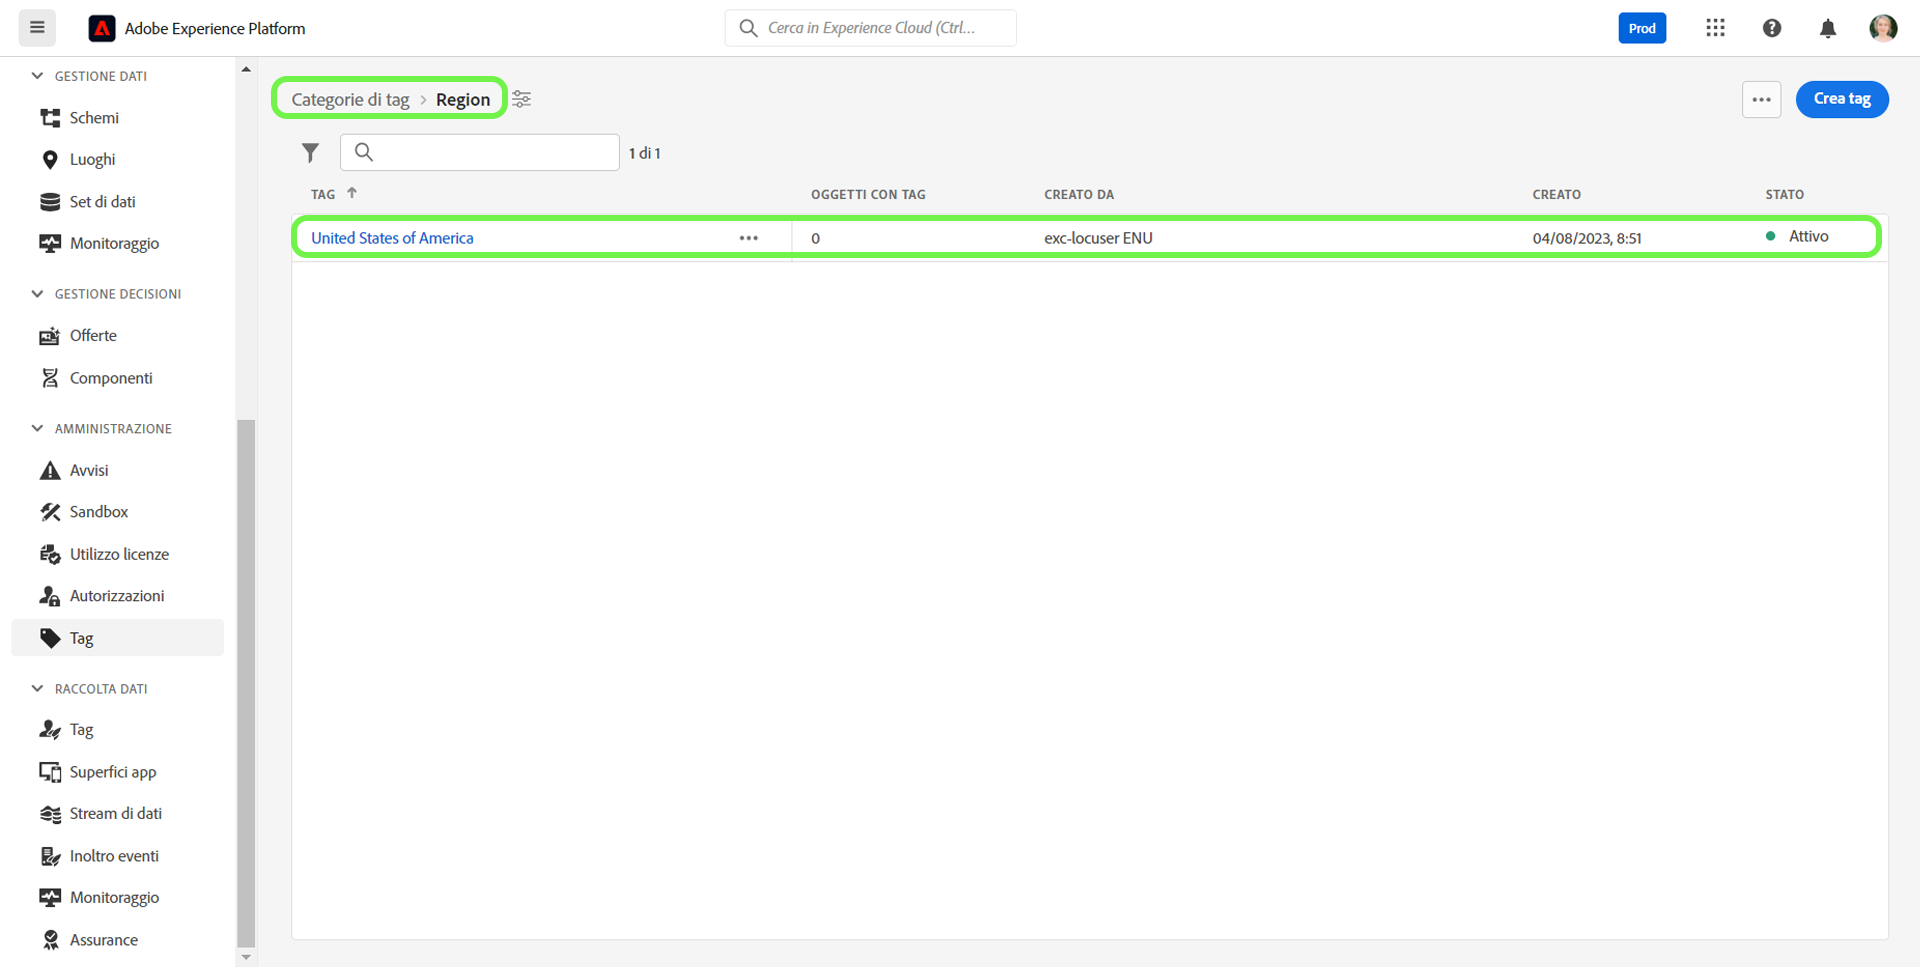 Adobe Experience Platform
Cerca in Experience Cloud (Ctrl...
Prod
GESTIONE DATI
Schemi
Luoghi
Set di dati
Monitoraggio
GESTIONE DECISIONI
Offerte
Componenti
AMMINISTRAZIONE
Avvisi
Sandbox
Utilizzo licenze
Autorizzazioni
Tag
RACCOLTA DATI
Tag
Superfici app
Stream di dati
Inoltro eventi
Monitoraggio
Assurance
Categorie di tag > Region
Crea tag
1 di 1
TAG OGGETTI CON TAG CREATO DA CREATO STATO
United States of America 0 exc-locuser ENU 04/08/2023, 8:51 Attivo